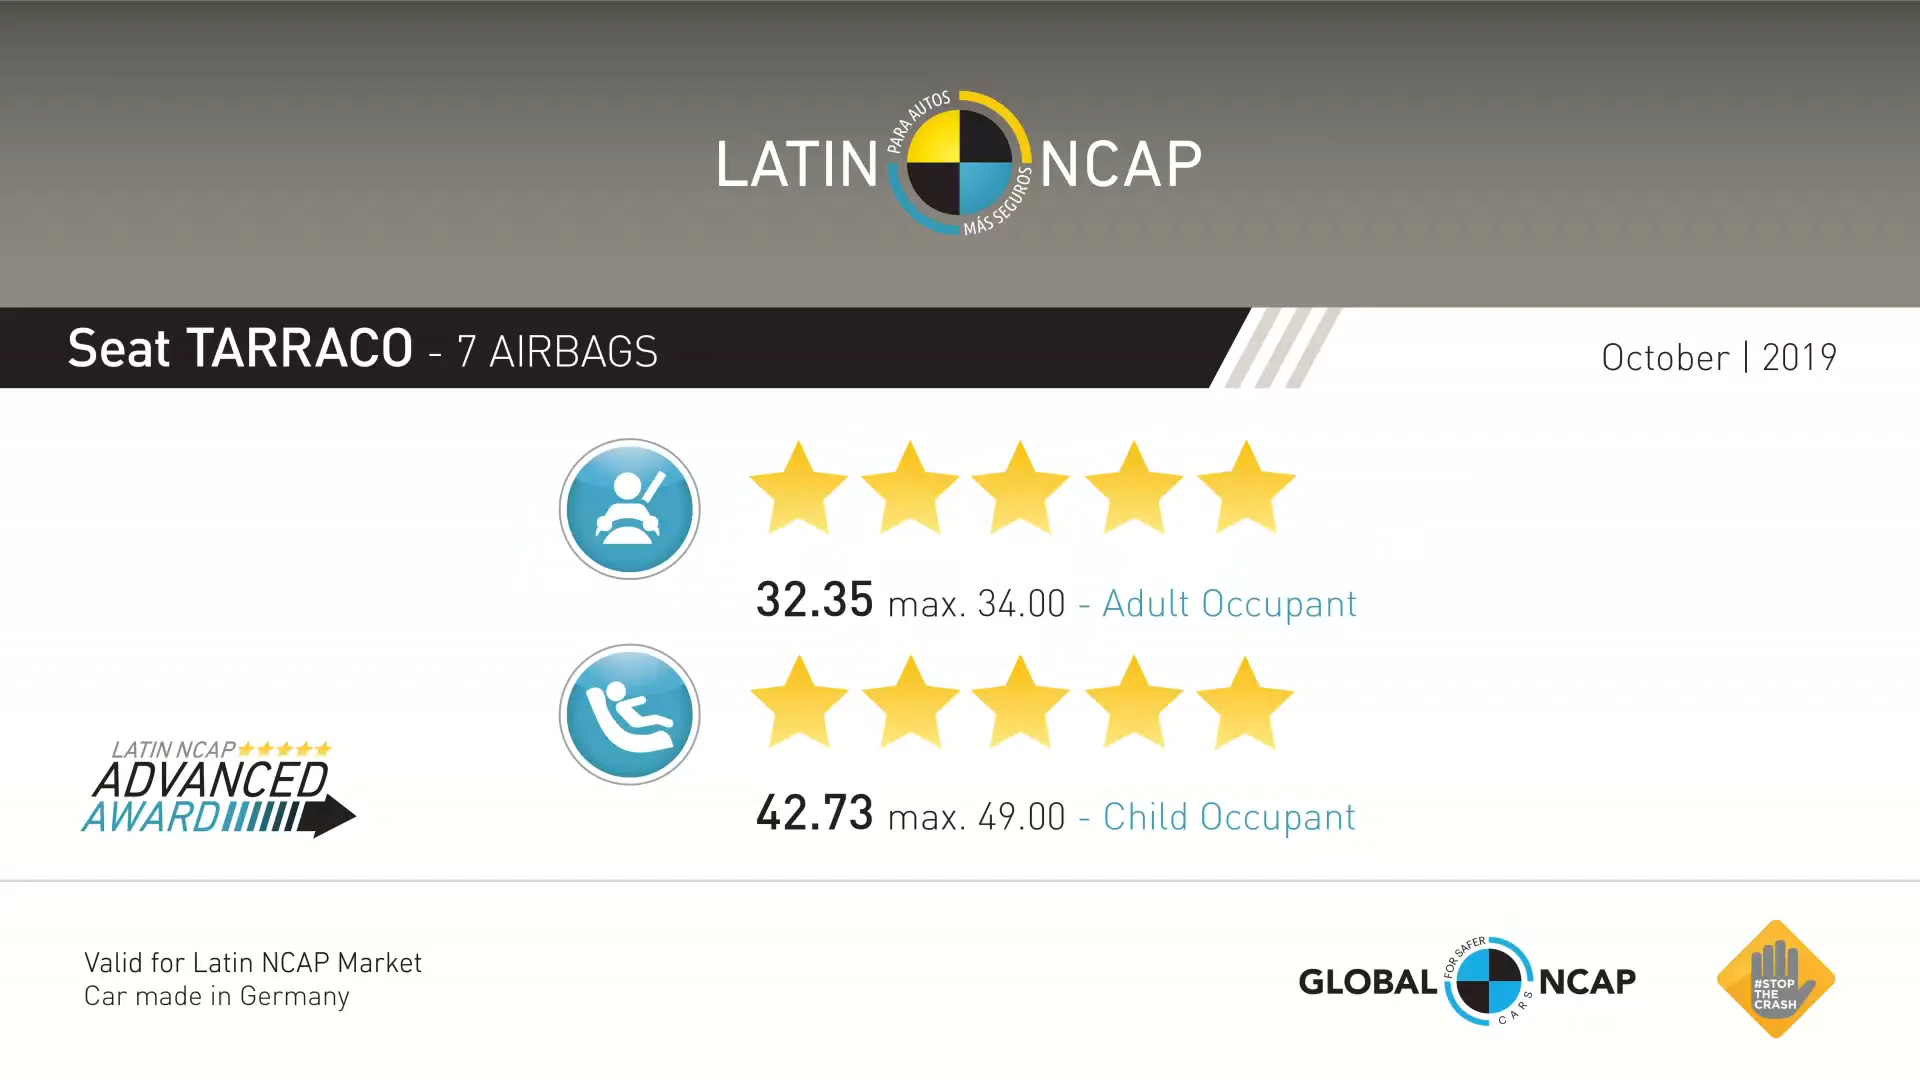 LATIN PARA AUTOS MÁS SEGUROS NCAP
Seat TARRACO - 7 AIRBAGS
October | 2019
32.35 max. 34.00 - Adult Occupant
42.73 max. 49.00 - Child Occupant
LATIN NCAP
ADVANCED
AWARD
Valid for Latin NCAP Market
Car made in Germany
GLOBAL FOR SAFER CARS NCAP
#STOP
THE
CRASH